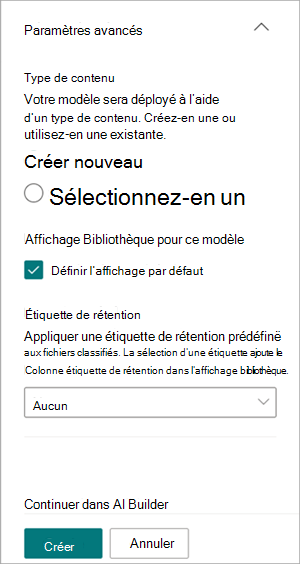 Paramètres avancés
Type de contenu
Votre modèle sera déployé à l'aide
d'un type de contenu. Créez-en une ou
utilisez-en une existante.
Créer nouveau
Sélectionnez-en un
Affichage Bibliothèque pour ce modèle
Définir l'affichage par défaut
Étiquette de rétention
Appliquer une étiquette de rétention prédéfinë
aux fichiers classifiés. La sélection d'une étiquette ajoute le
Colonne étiquette de rétention dans l'affichage bibliothèque.
Aucun
Continuer dans AI Builder
Créer
Annuler